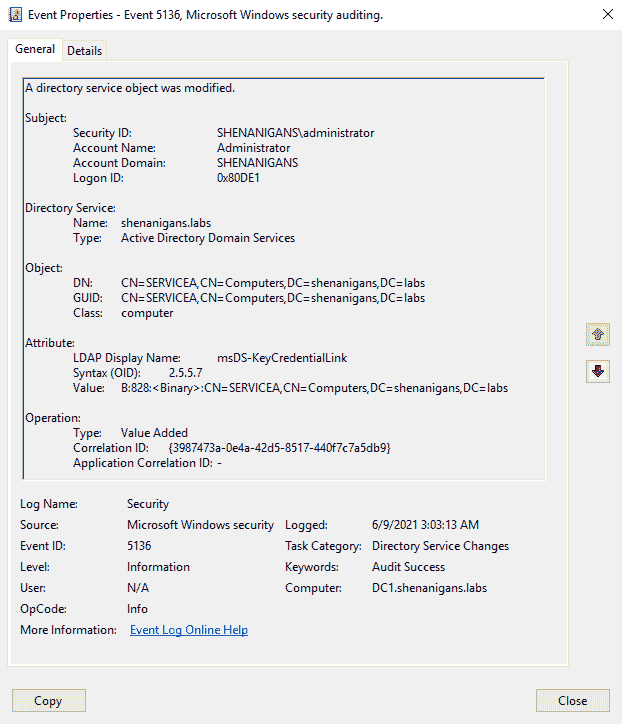 Event Properties - Event 5136, Microsoft Windows security auditing.
General Details
A directory service object was modified.
Subject:
Security ID: SHENANIGANS\administrator
Account Name: Administrator
Account Domain: SHENANIGANS
Logon ID: 0x80DE1
Directory Service:
Name: shenanigans.labs
Type: Active Directory Domain Services
Object:
DN: CN=SERVICEA,CN=Computers,DC=shenanigans,DC=labs
GUID: CN=SERVICEA,CN=Computers,DC=shenanigans,DC=labs
Class: computer
Attribute:
LDAP Display Name: msDS-KeyCredentialLink
Syntax (OID): 2.5.5.7
Value: B:828:<Binary>:CN=SERVICEA,CN=Computers,DC=shenanigans,DC=labs
Operation:
Type: Value Added
Correlation ID: {3987473a-0e4a-42d5-8517-440f7c7a5db9}
Application Correlation ID: -
Log Name: Security
Source: Microsoft Windows security Logged: 6/9/2021 3:03:13 AM
Event ID: 5136 Task Category: Directory Service Changes
Level: Information Keywords: Audit Success
User: N/A Computer: DC1.shenanigans.labs
OpCode: Info
More Information: Event Log Online Help
Copy Close